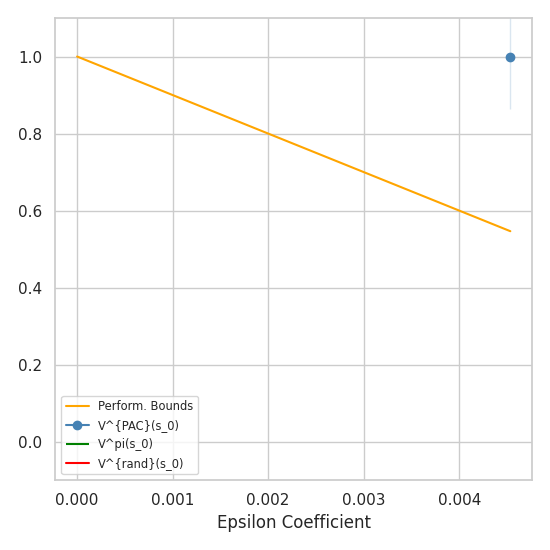 1.0
0.8
0.6
0.4
0.2
0.0
Perform. Bounds
V^{PAC}(s_0)
V^pi(s_0)
V^{rand}(s_0)
0.000 0.001 0.002 0.003 0.004
Epsilon Coefficient